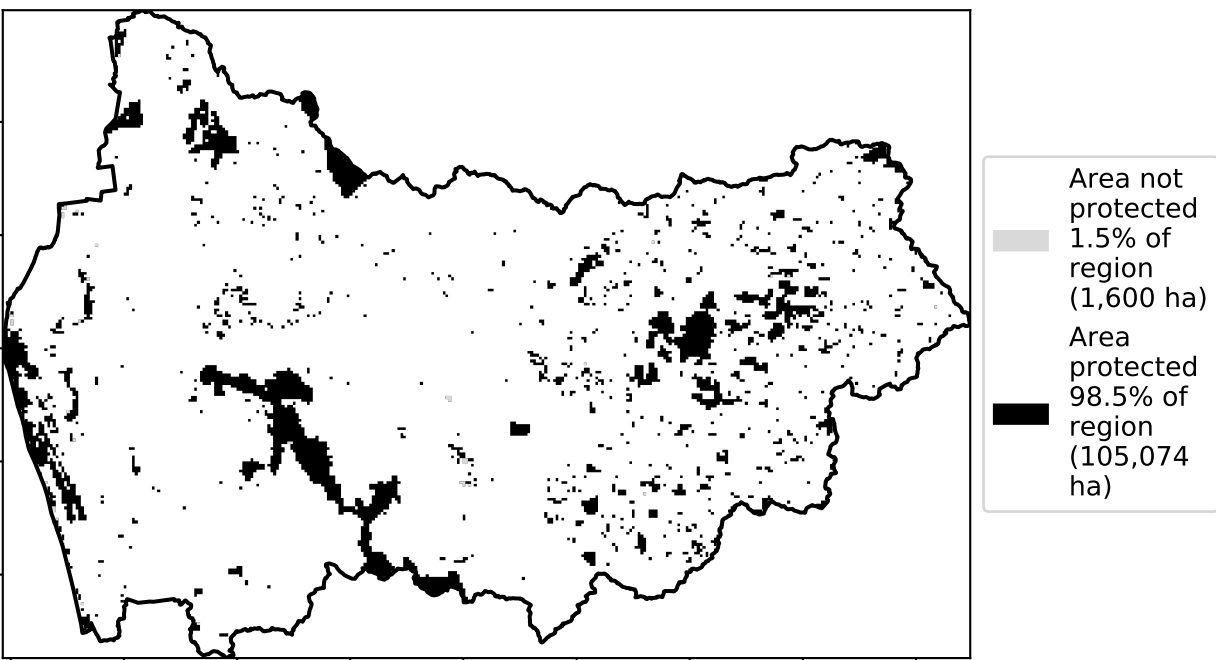 Area not
protected
1.5% of
region
(1,600 ha)
Area
protected
98.5% of
region
(105,074
ha)